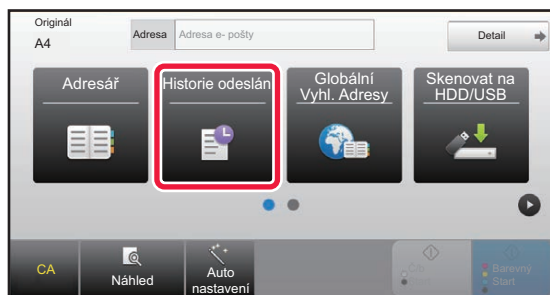 Originál
A4
Adresa
Adresa e- pošty
Detail
Adresář
Historie odeslán
Globální
Vyhl. Adresy
Skenovat na
HDD/USB
CA
Náhled
Auto
nastavení
Barevný
Start